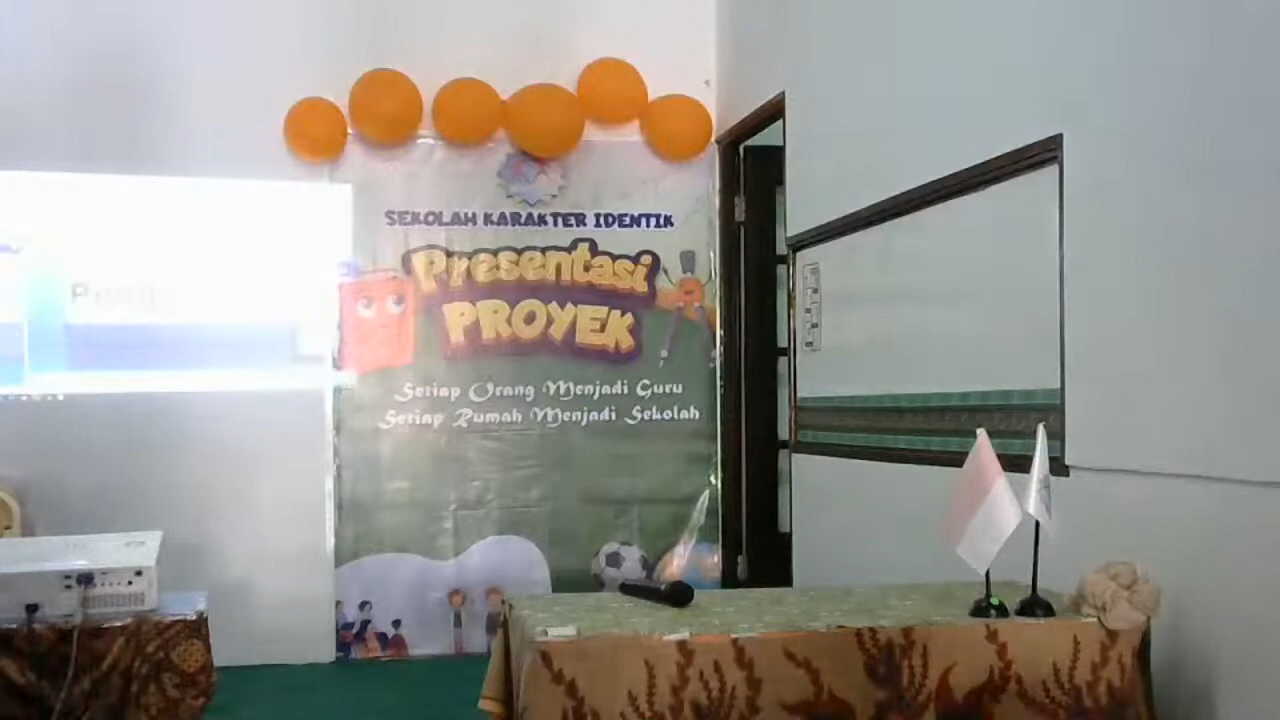 SEKOLAH KARAKTER IDENTIK
Presentasi
PROYEK
Setiap Orang Menjadi Guru
Setiap Rumah Menjadi Sekolah